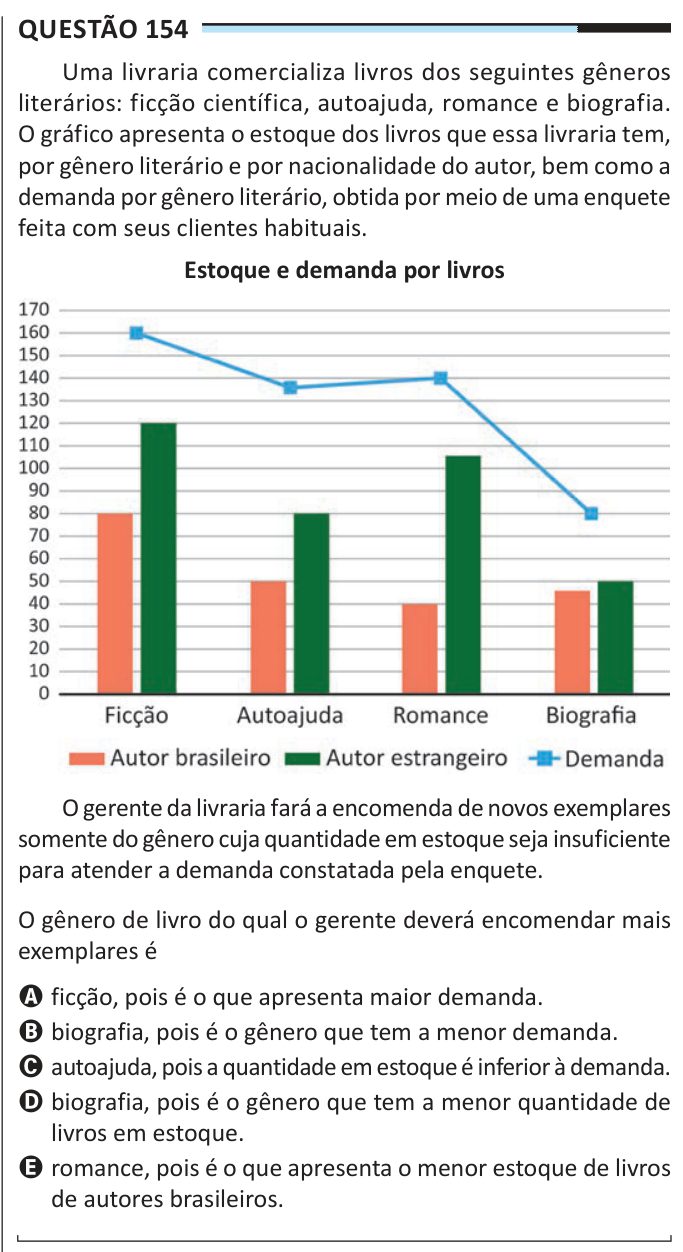 QUESTÃO 154
Uma livraria comercializa livros dos seguintes gêneros
literários: ficção científica, autoajuda, romance e biografia.
O gráfico apresenta o estoque dos livros que essa livraria tem,
por gênero literário e por nacionalidade do autor, bem como a
demanda por gênero literário, obtida por meio de uma enquete
feita com seus clientes habituais.
Estoque e demanda por livros
170
160
150
140
130
120
110
100
90
80
70
60
50
40
30
20
10
0
Ficção Autoajuda Romance Biografia
Autor brasileiro Autor estrangeiro Demanda
O gerente da livraria fará a encomenda de novos exemplares
somente do gênero cuja quantidade em estoque seja insuficiente
para atender a demanda constatada pela enquete.
O gênero de livro do qual o gerente deverá encomendar mais
exemplares é
A ficção, pois é o que apresenta maior demanda.
B biografia, pois é o gênero que tem a menor demanda.
C autoajuda, pois a quantidade em estoque é inferior à demanda.
D biografia, pois é o gênero que tem a menor quantidade de
livros em estoque.
E romance, pois é o que apresenta o menor estoque de livros
de autores brasileiros.